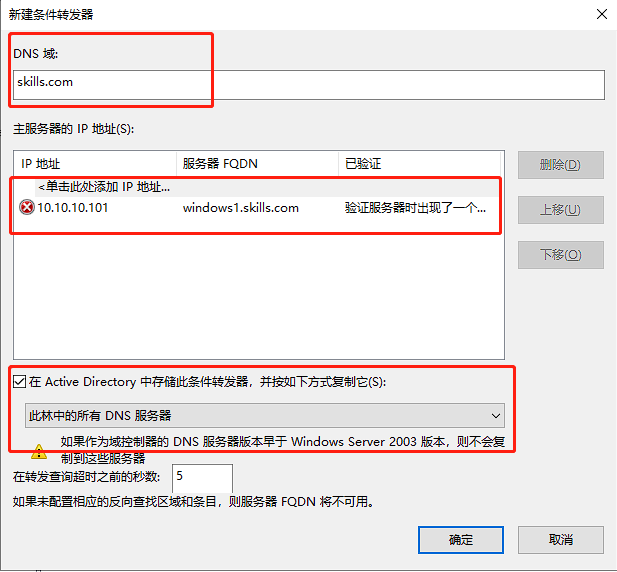 新建条件转发器
DNS 域:
skills.com
主服务器的 IP 地址(S):
IP 地址 服务器 FQDN 已验证
<单击此处添加 IP 地址...
10.10.10.101 windows1.skills.com 验证服务器时出现了一个...
删除(D)
上移(U)
下移(O)
在 Active Directory 中存储此条件转发器，并按如下方式复制它(S):
此林中的所有 DNS 服务器
如果作为域控制器的 DNS 服务器版本早于 Windows Server 2003 版本，则不会复
制到这些服务器
在转发查询超时之前的秒数: 5
如果未配置相应的反向查找区域和条目，则服务器 FQDN 将不可用。
确定 取消